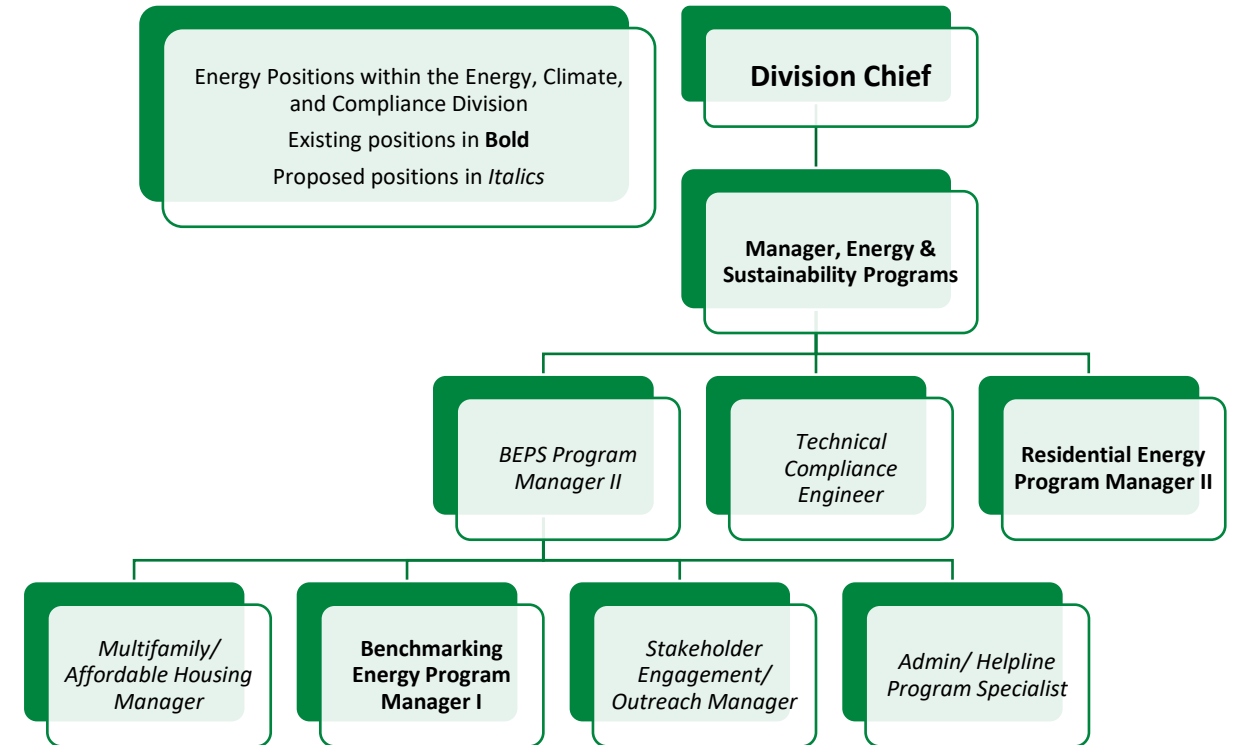 Energy Positions within the Energy, Climate,
and Compliance Division
Existing positions in Bold
Proposed positions in Italics
Division Chief
Manager, Energy &
Sustainability Programs
BEPS Program
Manager II
Technical
Compliance
Engineer
Residential Energy
Program Manager II
Multifamily/
Affordable Housing
Manager
Benchmarking
Energy Program
Manager I
Stakeholder
Engagement/
Outreach Manager
Admin/ Helpline
Program Specialist